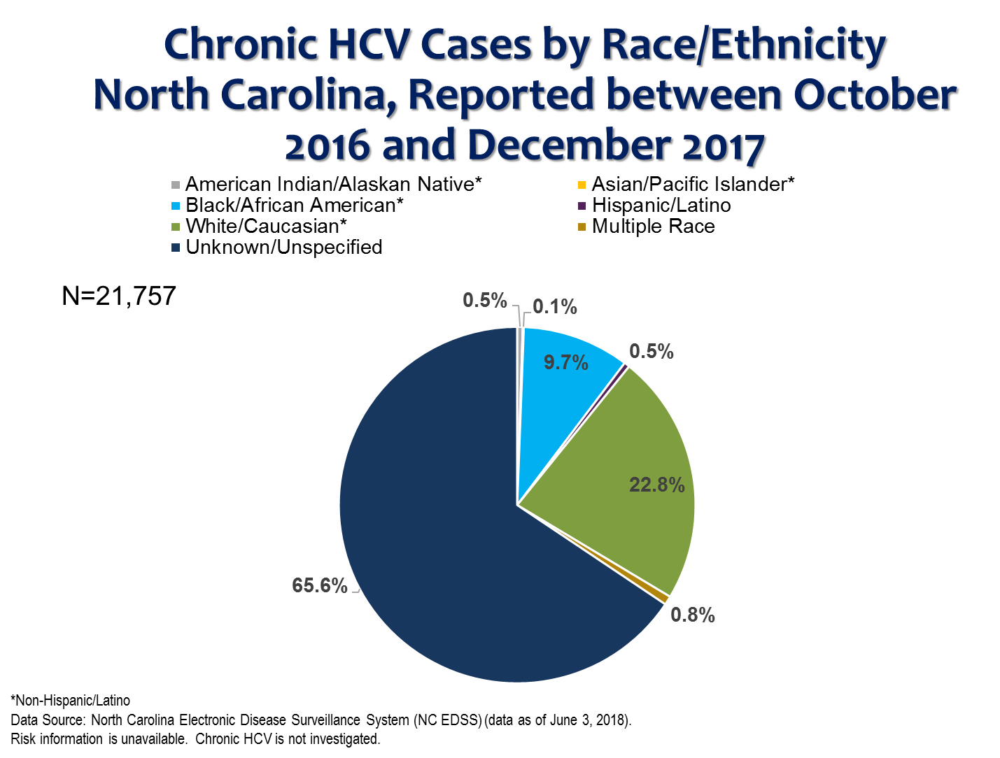 Chronic HCV Cases by Race/Ethnicity
North Carolina, Reported between October
2016 and December 2017
American Indian/Alaskan Native*
Asian/Pacific Islander*
Black/African American*
Hispanic/Latino
White/Caucasian*
Multiple Race
Unknown/Unspecified
N=21,757
0.5%
0.1%
0.5%
9.7%
22.8%
65.6%
0.8%
*Non-Hispanic/Latino
Data Source: North Carolina Electronic Disease Surveillance System (NC EDSS) (data as of June 3, 2018).
Risk information is unavailable. Chronic HCV is not investigated.